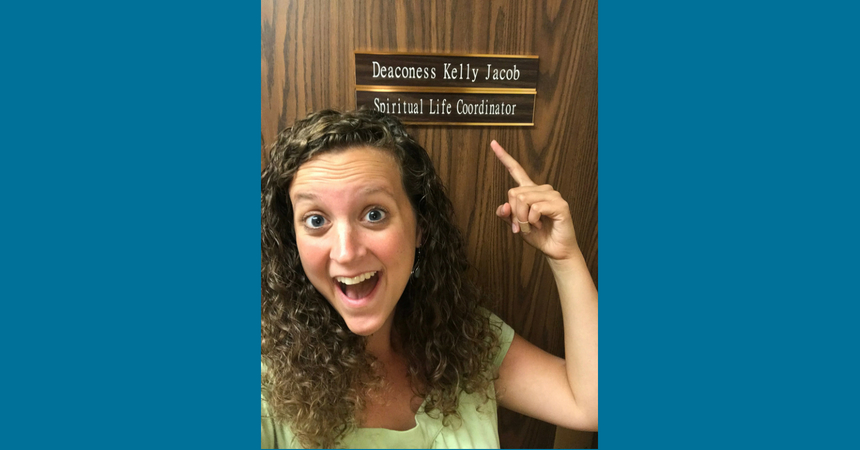 Deaconess Kelly Jacob
Spiritual Life Coordinator